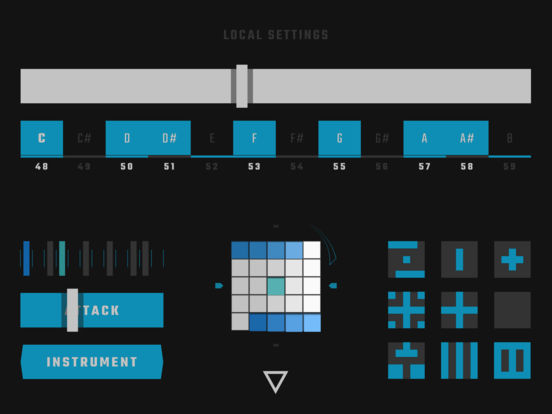 LOCAL SETTINGS
C C# D D# E F F# G G# A A# B
48 49 50 51 52 53 54 55 56 57 58 59
ATTACK
INSTRUMENT